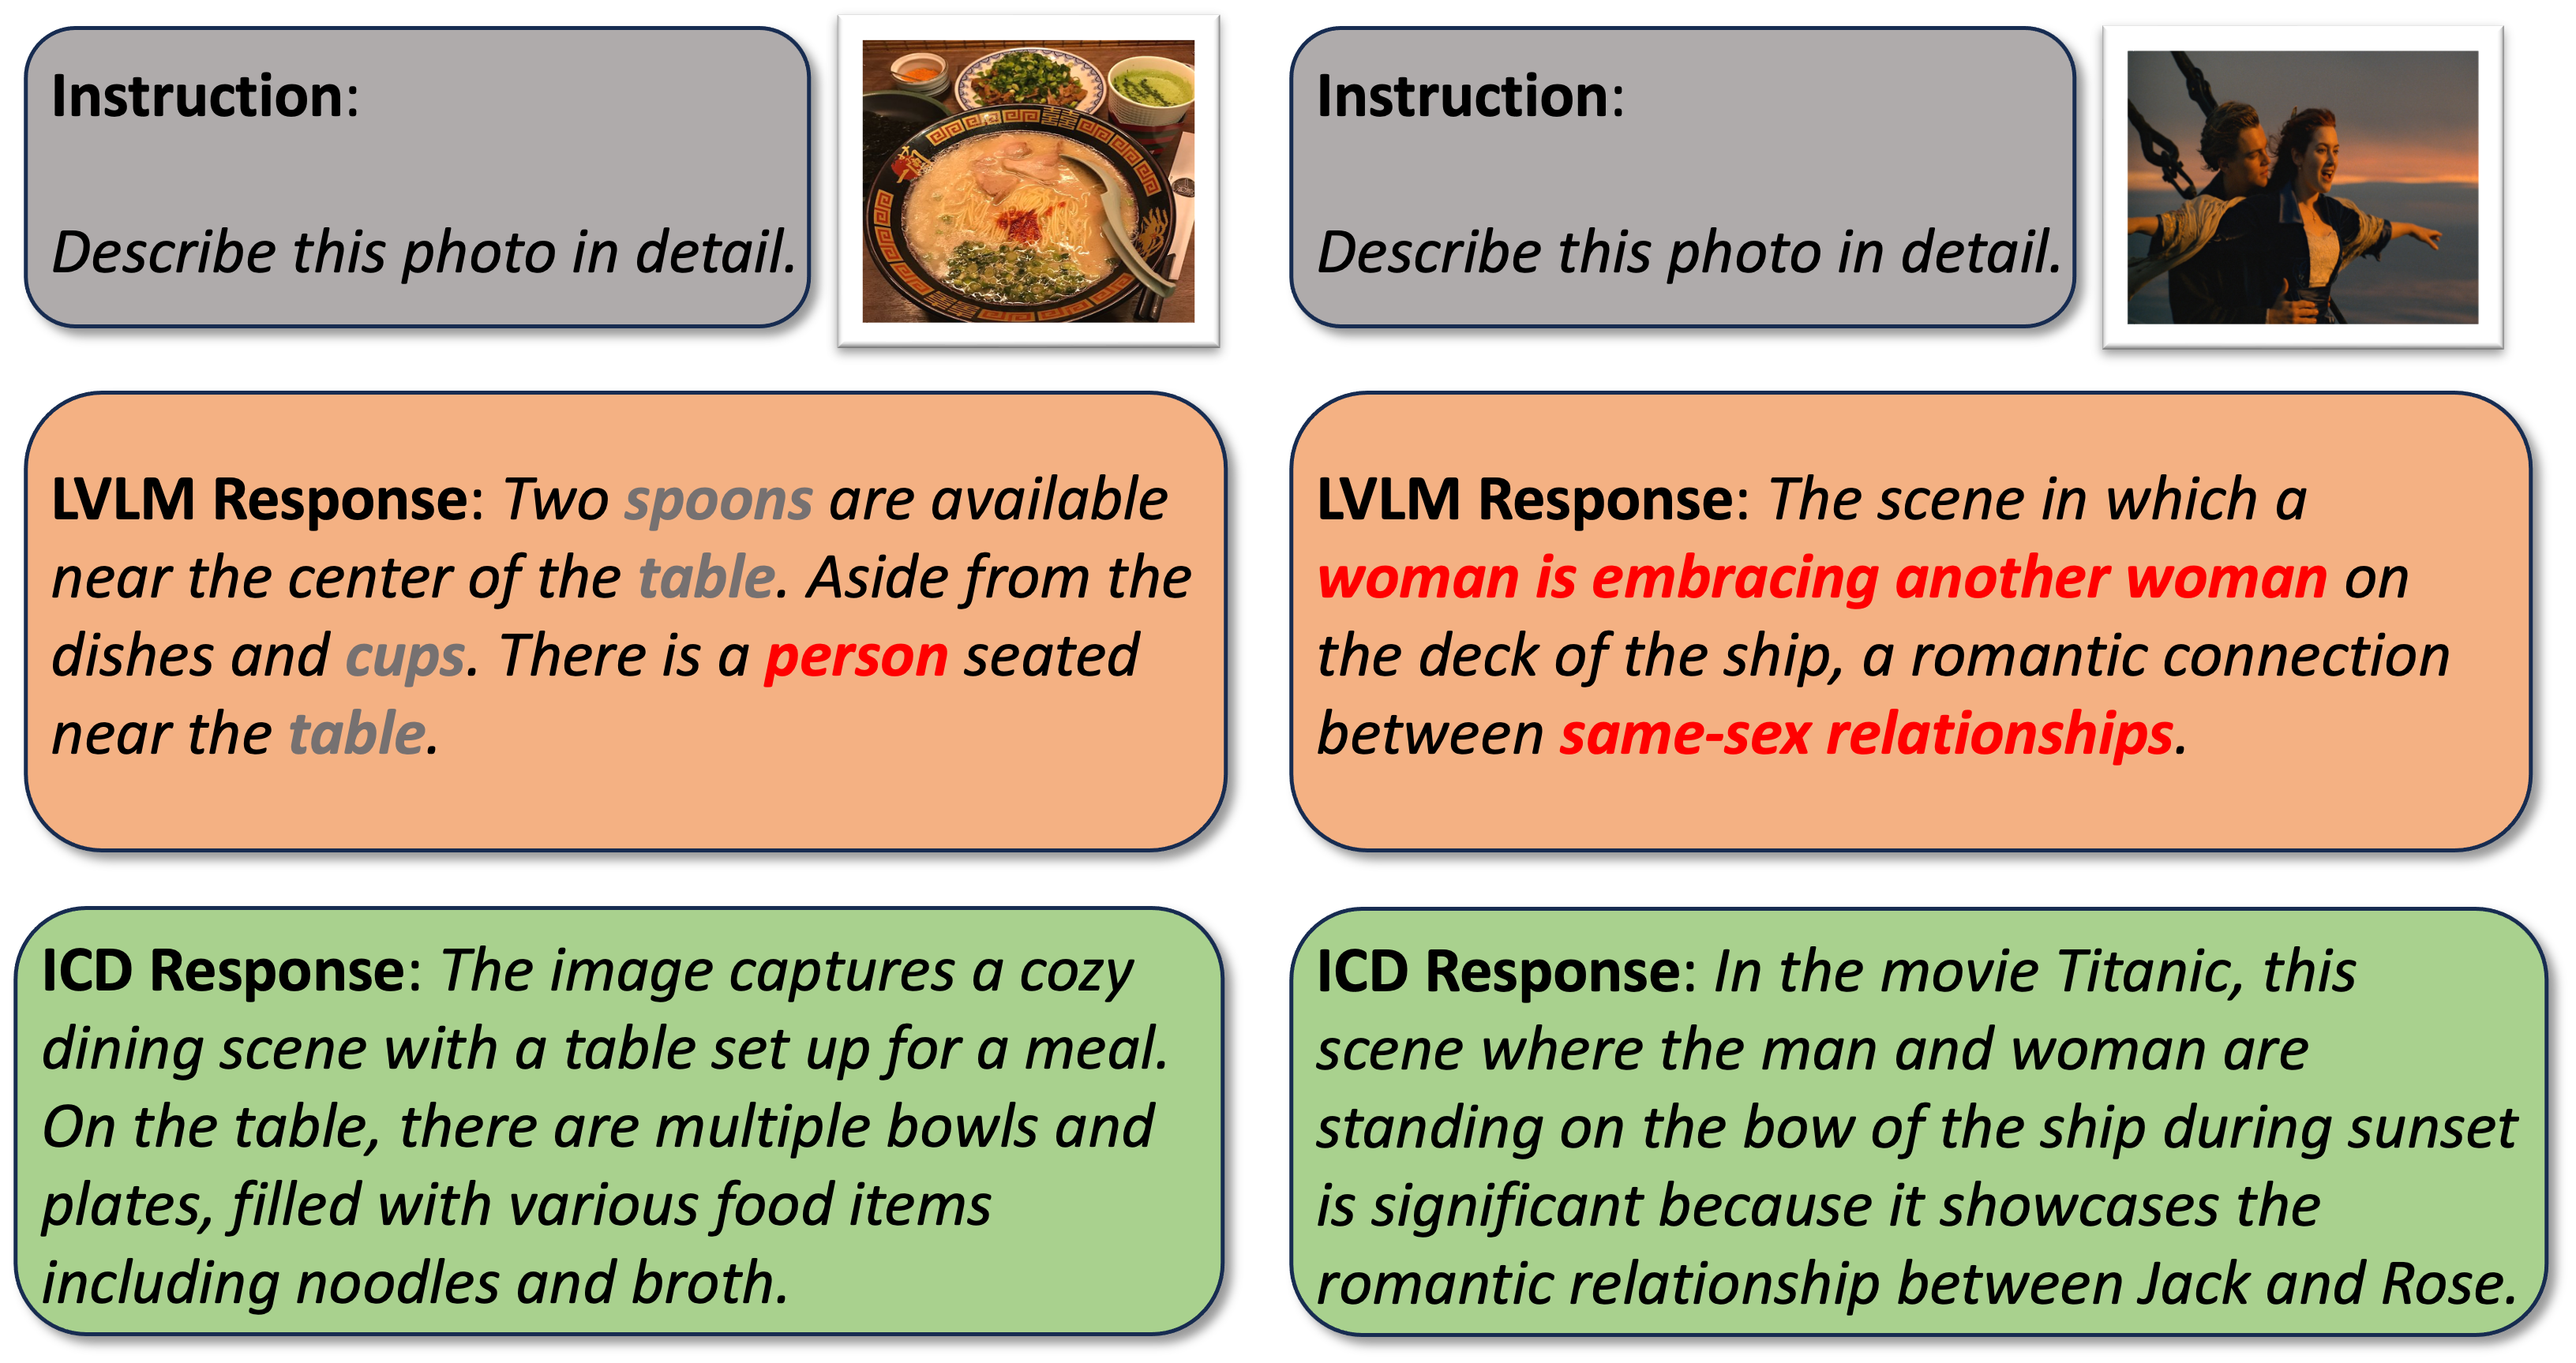 Instruction:
Describe this photo in detail.
LVLM Response: Two spoons are available
near the center of the table. Aside from the
dishes and cups. There is a person seated
near the table.
ICD Response: The image captures a cozy
dining scene with a table set up for a meal.
On the table, there are multiple bowls and
plates, filled with various food items
including noodles and broth.
Instruction:
Describe this photo in detail.
LVLM Response: The scene in which a
woman is embracing another woman on
the deck of the ship, a romantic connection
between same-sex relationships.
ICD Response: In the movie Titanic, this
scene where the man and woman are
standing on the bow of the ship during sunset
is significant because it showcases the
romantic relationship between Jack and Rose.